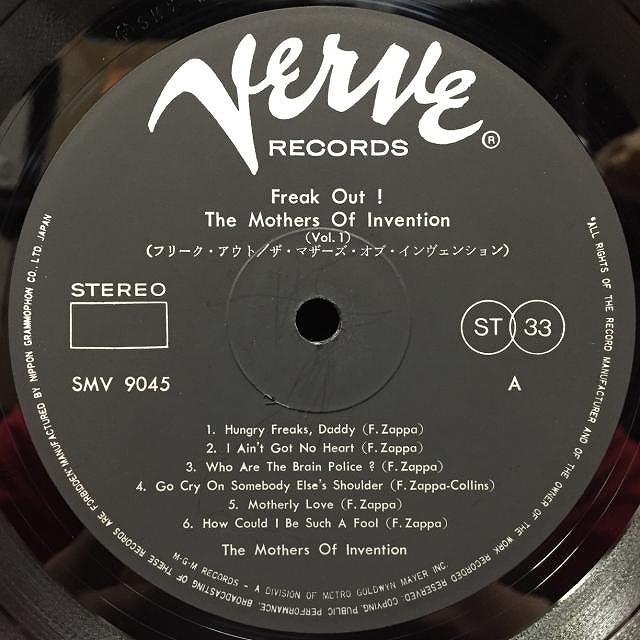 Verve
RECORDS ®
Freak Out !
The Mothers Of Invention
(Vol. 1)
(フリーク・アウト/ザ・マザーズ・オブ・インヴェンション)
STEREO
SMV 9045
ST 33
A
1. Hungry Freaks, Daddy (F. Zappa)
2. I Ain't Got No Heart (F. Zappa)
3. Who Are The Brain Police ? (F. Zappa)
4. Go Cry On Somebody Else's Shoulder (F. Zappa-Collins)
5. Motherly Love (F. Zappa)
6. How Could I Be Such A Fool (F. Zappa)
The Mothers Of Invention
M-G-M RECORDS - A DIVISION OF METRO GOLDWYN MAYER INC.
"ALL RIGHTS OF THE RECORD MANUFACTURER AND OF THE OWNER OF THE WORK RECORDED RESERVED. COPYING, PUBLIC PERFORMANCE, BROADCASTING OF THESE RECORDS ARE FORBIDDEN" MANUFACTURED BY NIPPON GRAMMOPHON CO., LTD. JAPAN